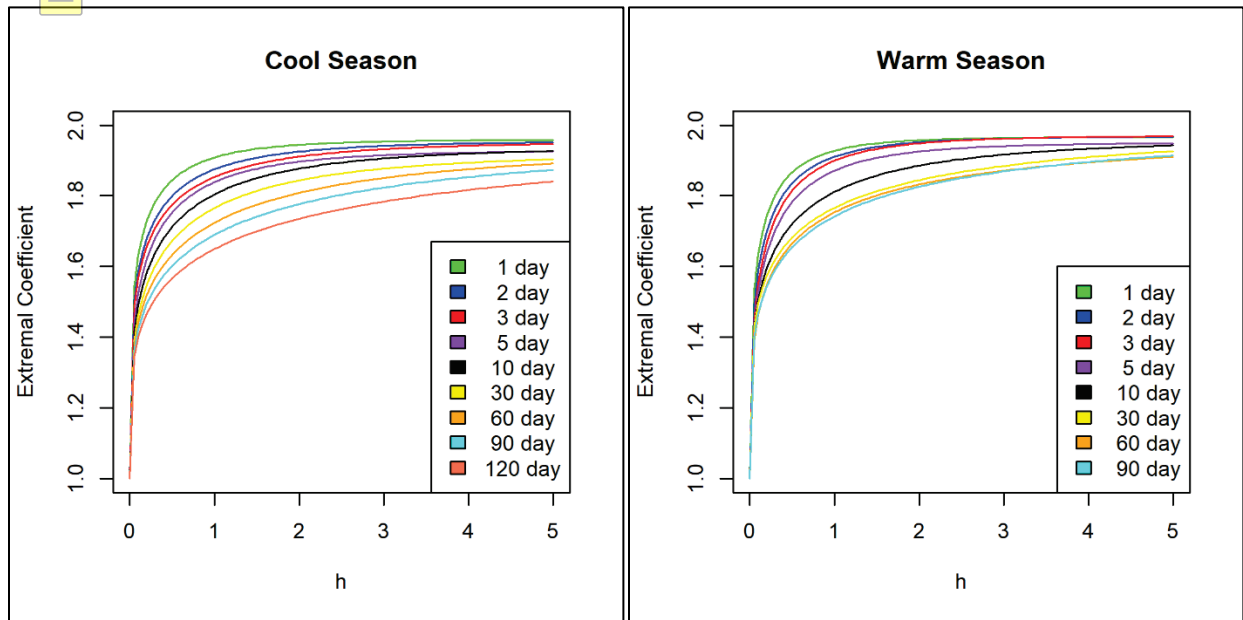 Cool Season
Extremal Coefficient
2.0
1.8
1.6
1.4
1.2
1.0
1 day
2 day
3 day
5 day
10 day
30 day
60 day
90 day
120 day
0 1 2 3 4 5
h
Warm Season
Extremal Coefficient
2.0
1.8
1.6
1.4
1.2
1.0
1 day
2 day
3 day
5 day
10 day
30 day
60 day
90 day
0 1 2 3 4 5
h